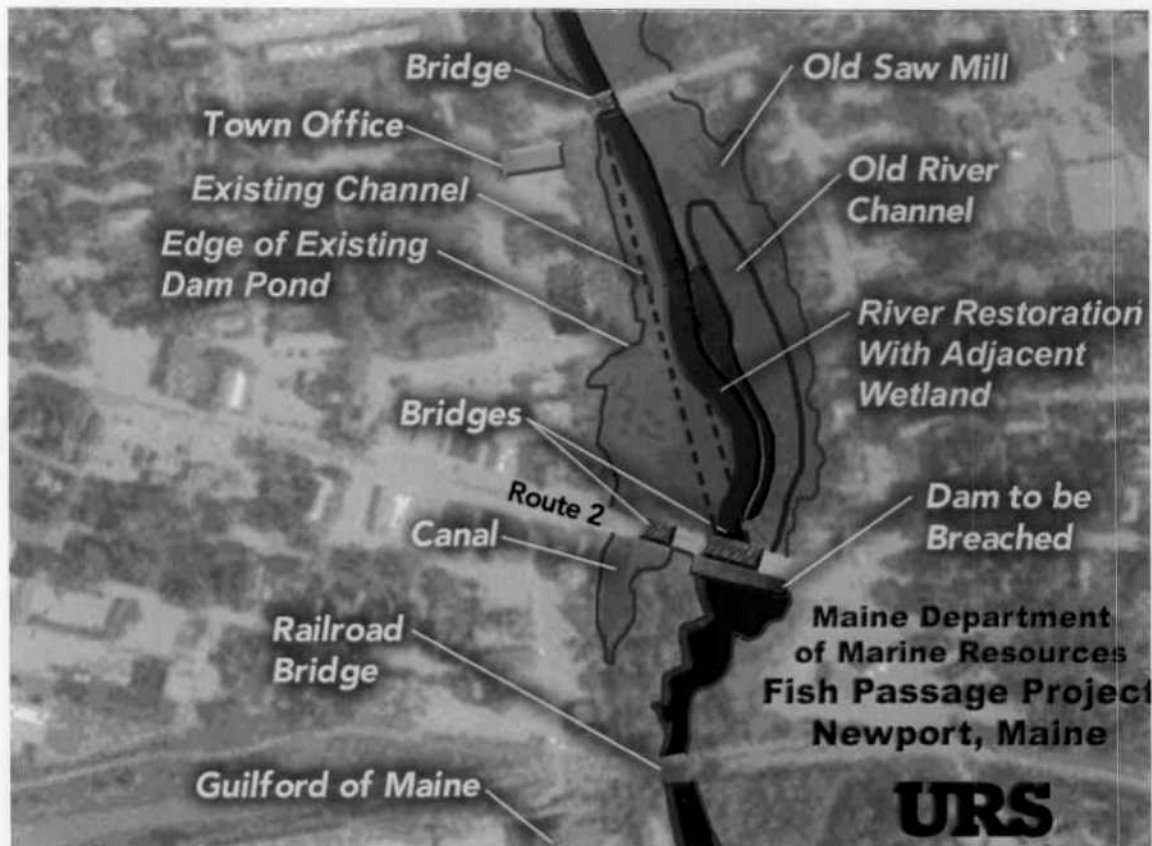 Bridge
Old Saw Mill
Town Office
Existing Channel
Old River
Channel
Edge of Existing
Dam Pond
River Restoration
With Adjacent
Wetland
Bridges
Route 2
Dam to be
Breached
Canal
Railroad
Bridge
Maine Department
of Marine Resources
Fish Passage Project
Newport, Maine
Guilford of Maine
URS